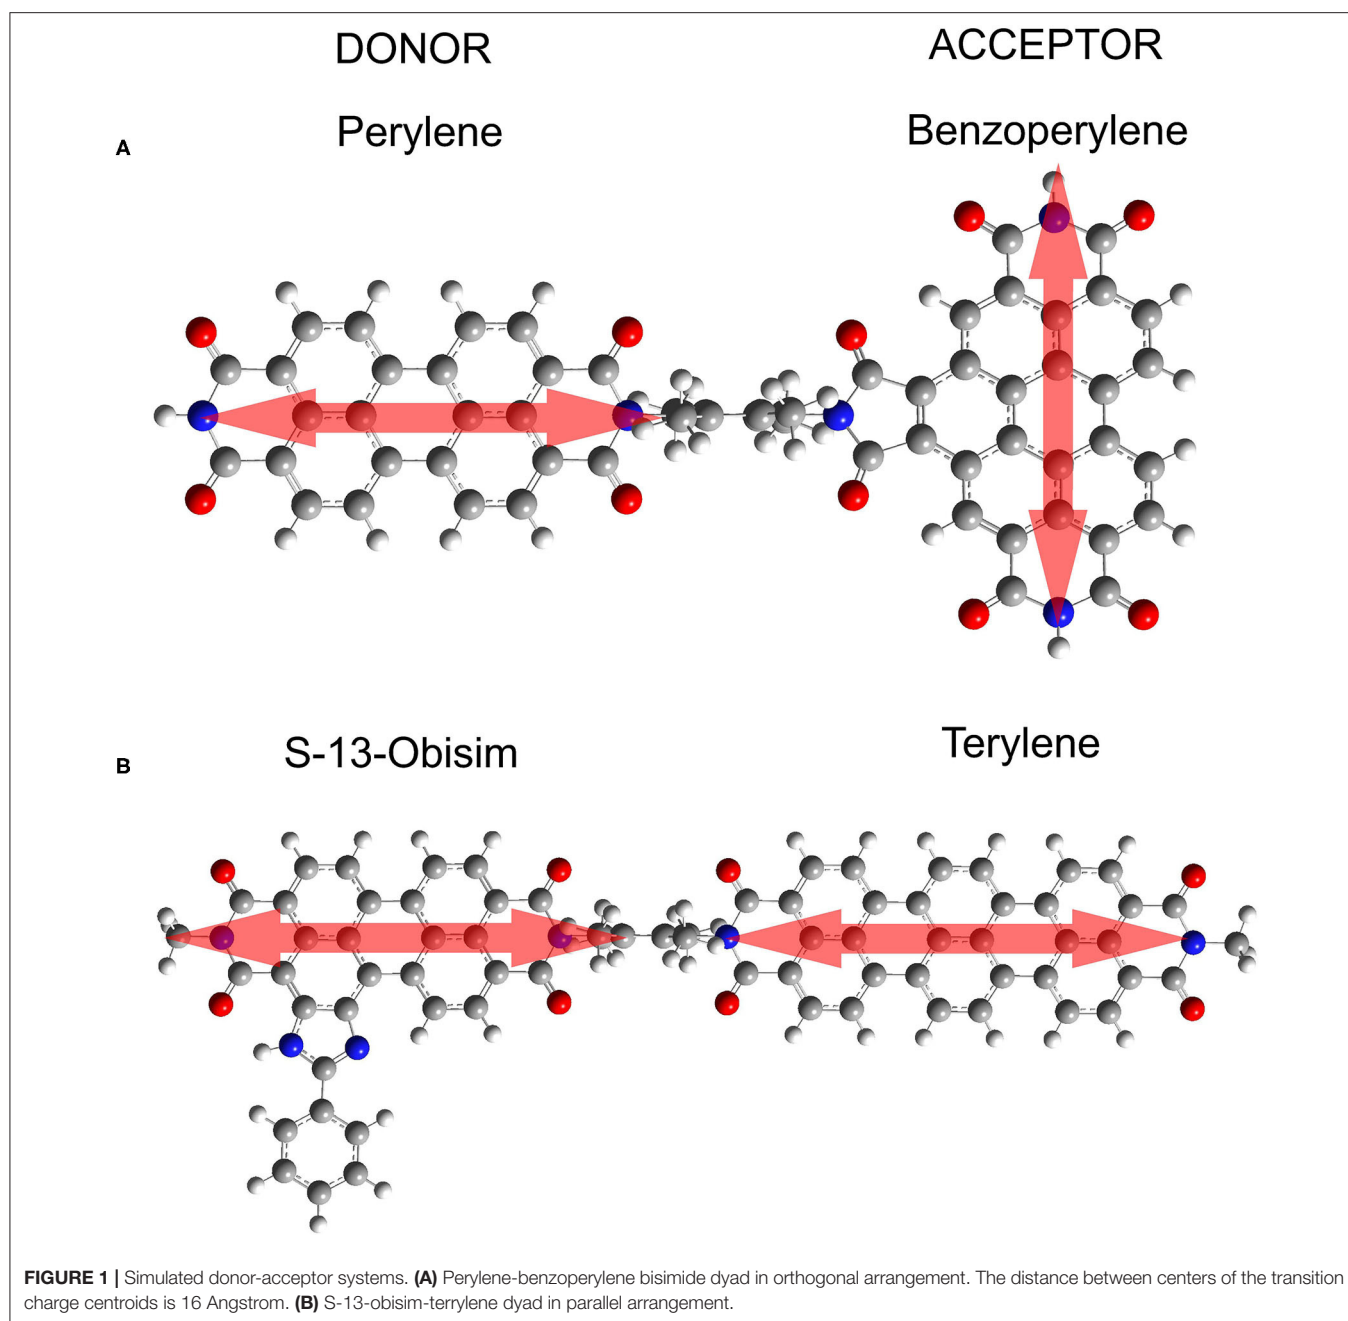 DONOR
ACCEPTOR
Perylene
Benzoperylene
A
S-13-Obisim
Terylene
B
FIGURE 1 | Simulated donor-acceptor systems. (A) Perylene-benzoperylene bisimide dyad in orthogonal arrangement. The distance between centers of the transition
charge centroids is 16 Angstrom. (B) S-13-obisim-terrylene dyad in parallel arrangement.